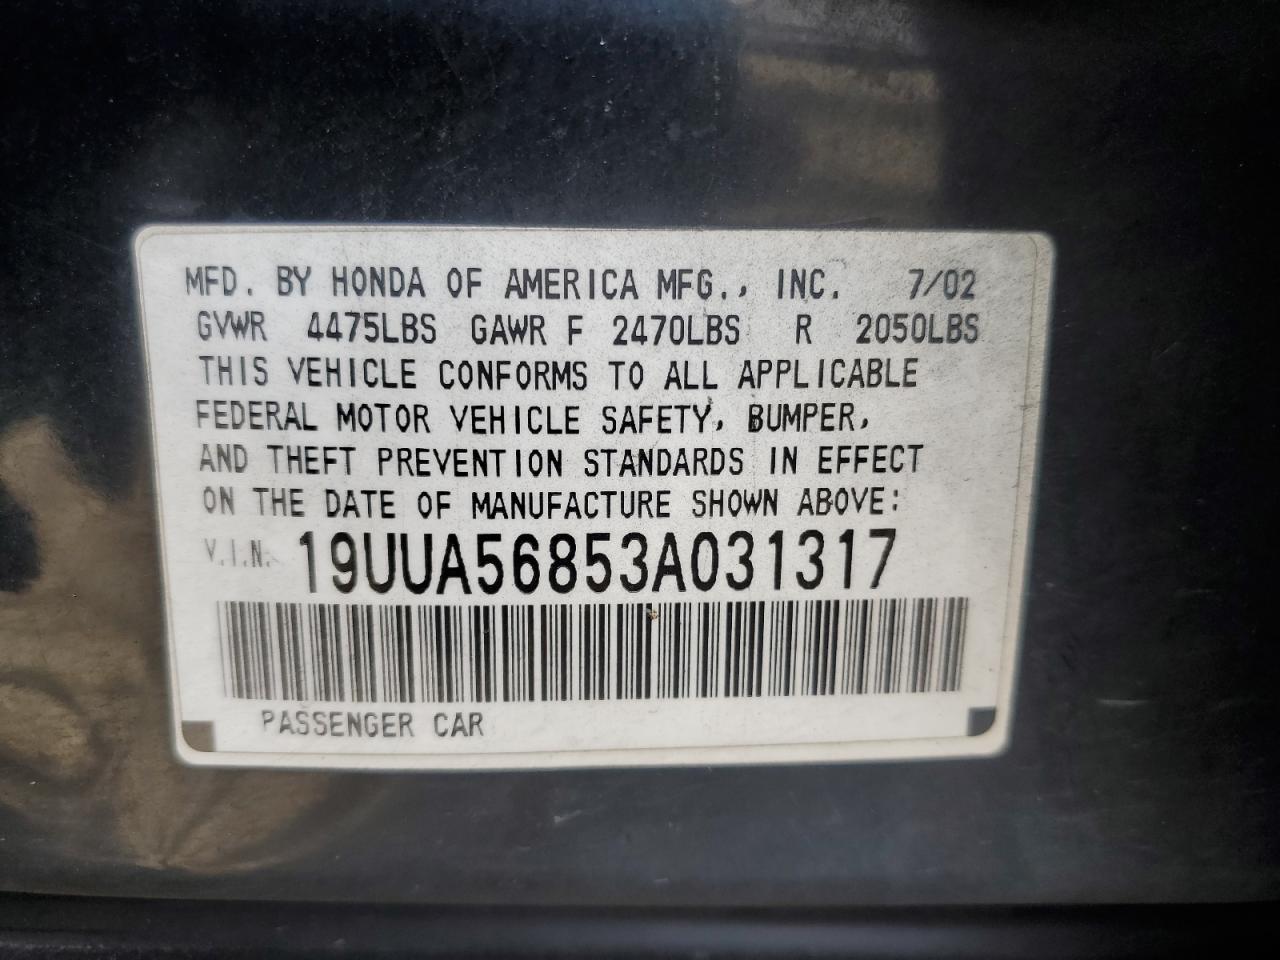 MFD. BY HONDA OF AMERICA MFG., INC. 7/02
GVWR 4475LBS GAWR F 2470LBS R 2050LBS
THIS VEHICLE CONFORMS TO ALL APPLICABLE
FEDERAL MOTOR VEHICLE SAFETY, BUMPER,
AND THEFT PREVENTION STANDARDS IN EFFECT
ON THE DATE OF MANUFACTURE SHOWN ABOVE:
V.I.N. 19UUA56853A031317
PASSENGER CAR